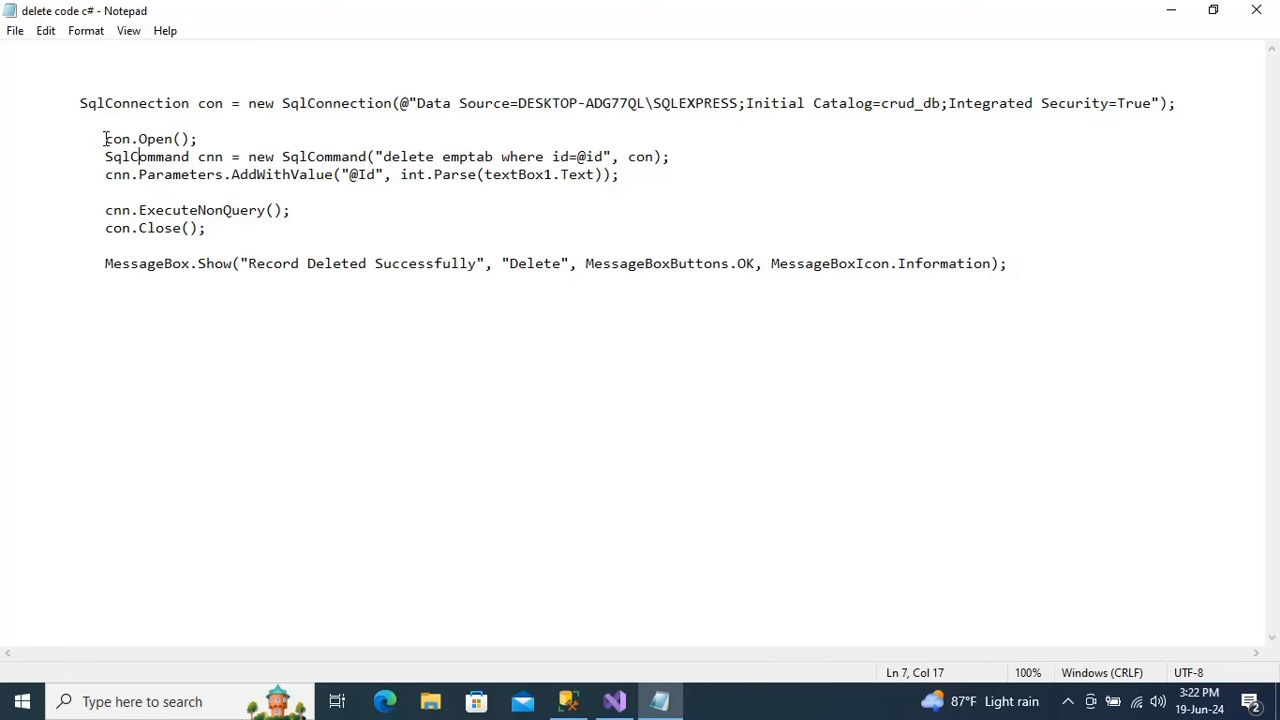 delete code c# - Notepad
File Edit Format View Help
SqlConnection con = new SqlConnection(@"Data Source=DESKTOP-ADG77QL\SQLEXPRESS;Initial Catalog=crud_db;Integrated Security=True");
con.Open();
SqlCommand cnn = new SqlCommand("delete emptab where id=@id", con);
cnn.Parameters.AddWithValue("@Id", int.Parse(textBox1.Text));
cnn.ExecuteNonQuery();
con.Close();
MessageBox.Show("Record Deleted Successfully", "Delete", MessageBoxButtons.OK, MessageBoxIcon.Information);
Ln 7, Col 17 100% Windows (CRLF) UTF-8
Type here to search 87°F Light rain 3:22 PM
19-Jun-24 2